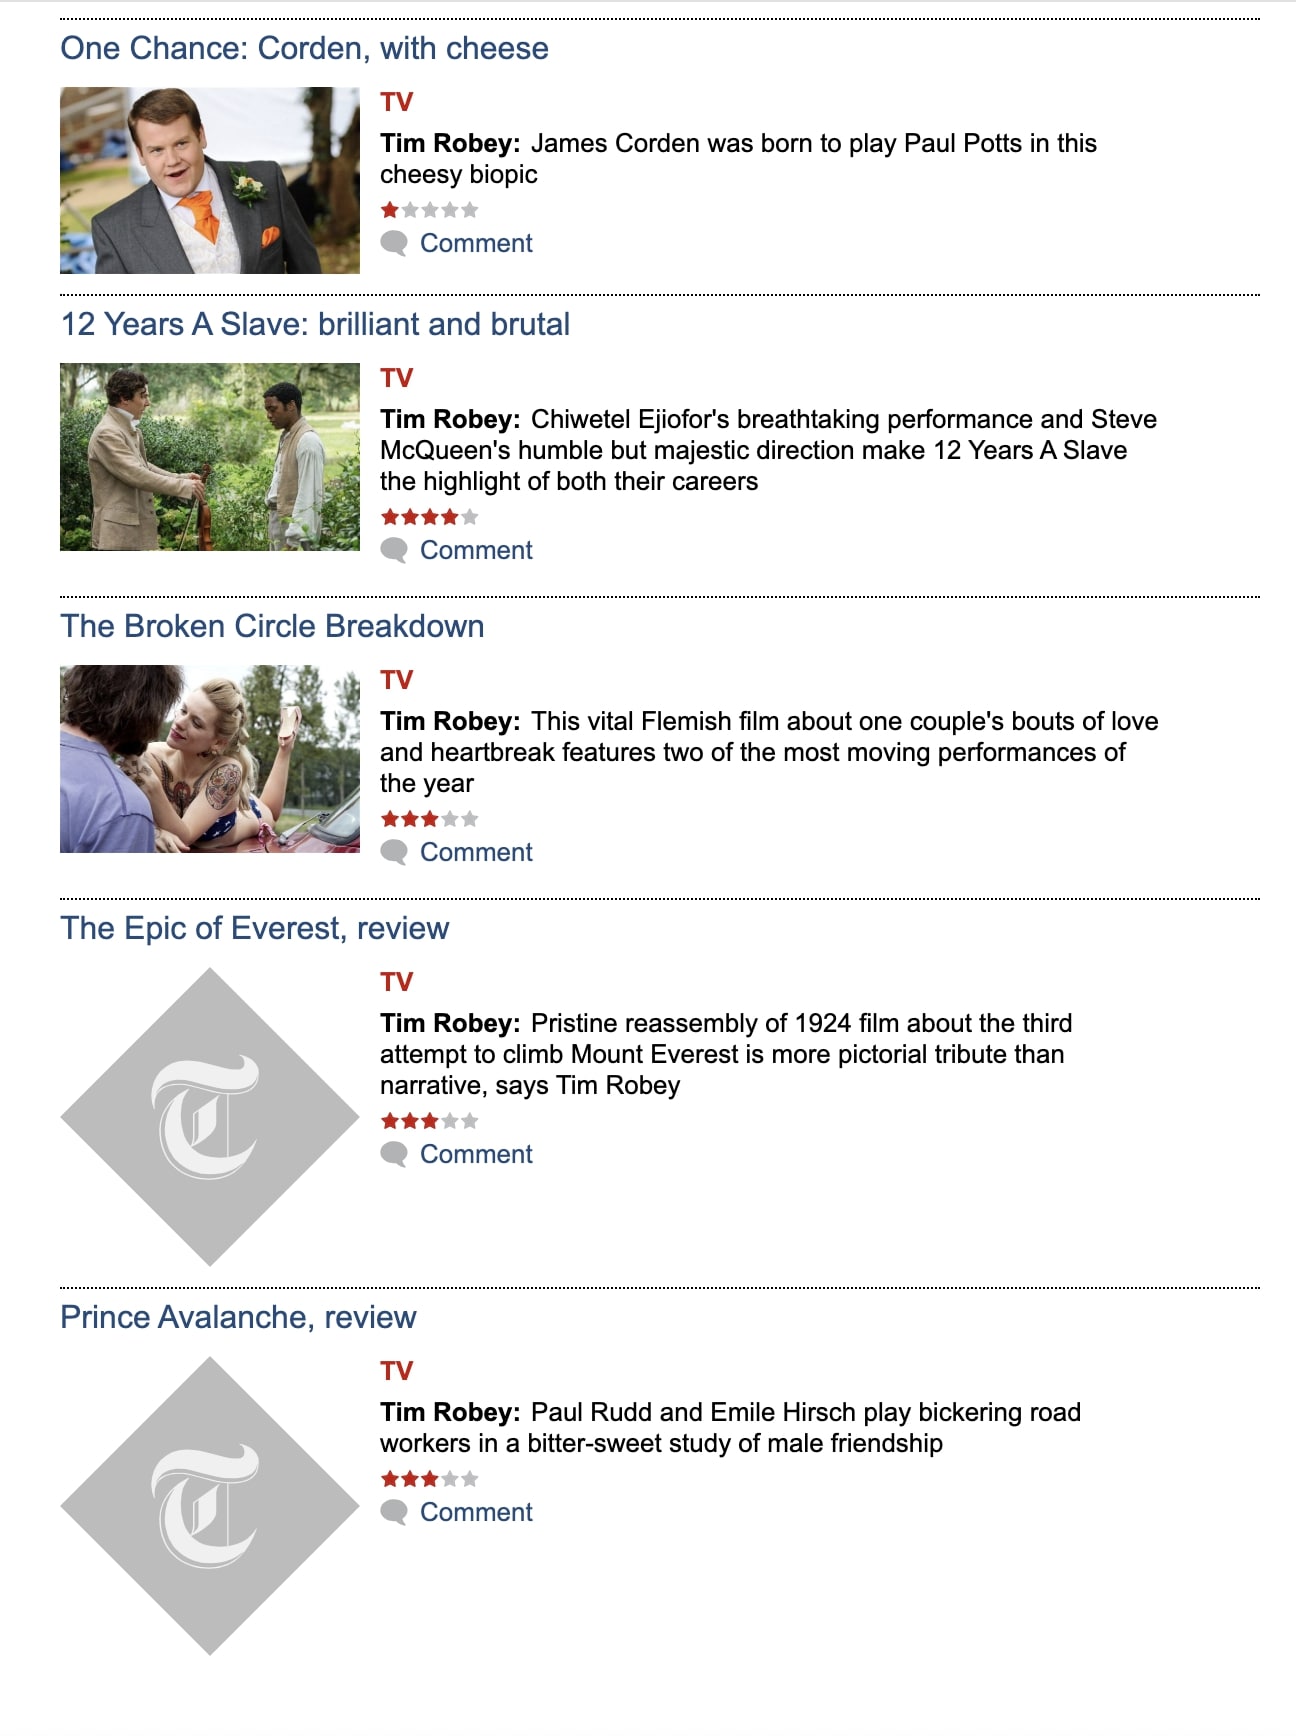 One Chance: Corden, with cheese
TV
Tim Robey: James Corden was born to play Paul Potts in this
cheesy biopic
Comment
12 Years A Slave: brilliant and brutal
TV
Tim Robey: Chiwetel Ejiofor's breathtaking performance and Steve
McQueen's humble but majestic direction make 12 Years A Slave
the highlight of both their careers
Comment
The Broken Circle Breakdown
TV
Tim Robey: This vital Flemish film about one couple's bouts of love
and heartbreak features two of the most moving performances of
the year
Comment
The Epic of Everest, review
T
TV
Tim Robey: Pristine reassembly of 1924 film about the third
attempt to climb Mount Everest is more pictorial tribute than
narrative, says Tim Robey
Comment
Prince Avalanche, review
T
TV
Tim Robey: Paul Rudd and Emile Hirsch play bickering road
workers in a bitter-sweet study of male friendship
Comment